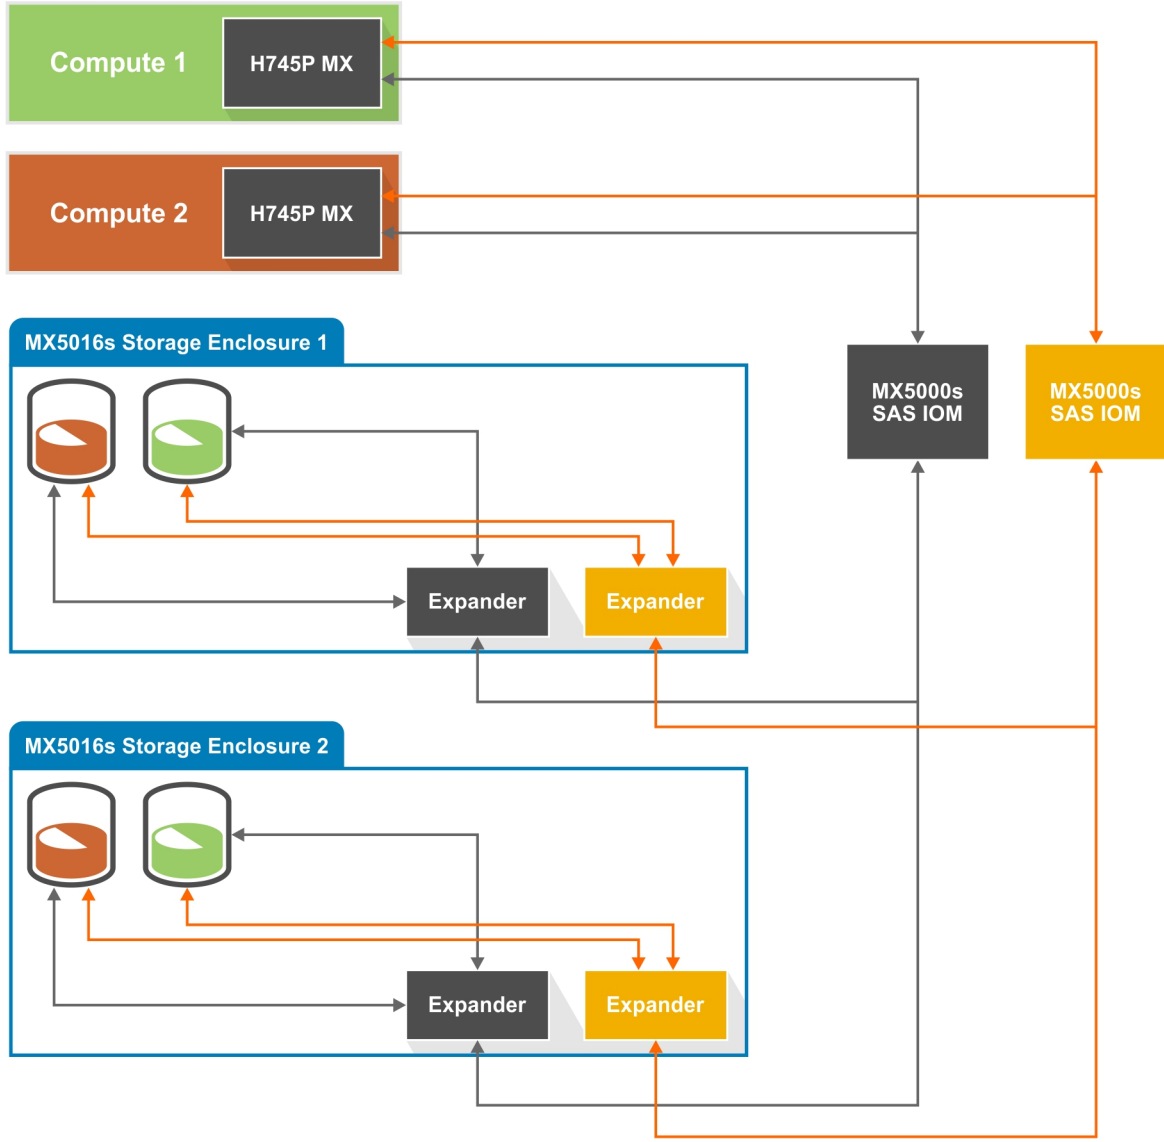 Compute 1
H745P MX
Compute 2
H745P MX
MX5016s Storage Enclosure 1
MX5000s
SAS IOM
MX5000s
SAS IOM
Expander
Expander
MX5016s Storage Enclosure 2
Expander
Expander